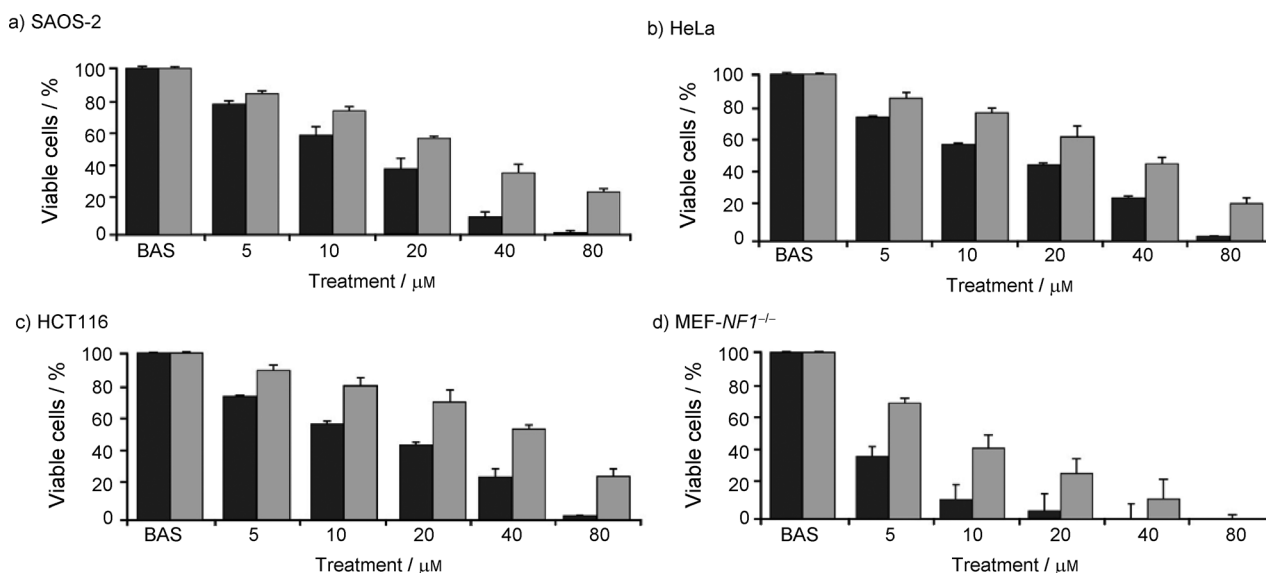 a) SAOS-2
Viable cells / %
100
80
60
40
20
0
BAS 5 10 20 40 80
Treatment / μM
b) HeLa
Viable cells / %
100
80
60
40
20
0
BAS 5 10 20 40 80
Treatment / μM
c) HCT116
Viable cells / %
100
80
60
40
20
0
BAS 5 10 20 40 80
Treatment / μM
d) MEF-NF1–/–
Viable cells / %
100
80
60
40
20
0
BAS 5 10 20 40 80
Treatment / μM